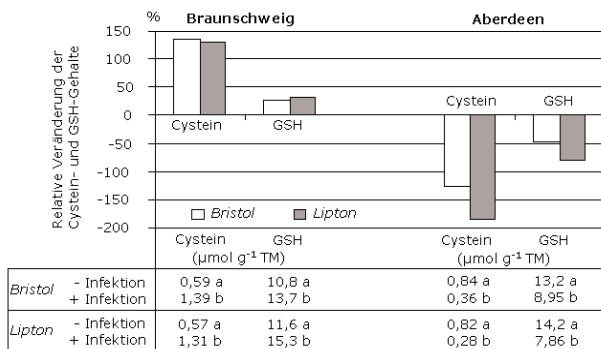 % Braunschweig Aberdeen
Relative Veränderung der
Cystein- und GSH-Gehalte
150
100
50
0
-50
-100
-150
-200
Cystein GSH
Cystein GSH
Bristol Lipton
Cystein GSH Cystein GSH
(µmol g⁻¹ TM) (µmol g⁻¹ TM)
Bristol - Infektion 0,59 a 10,8 a 0,84 a 13,2 a
+ Infektion 1,39 b 13,7 b 0,36 b 8,95 b
Lipton - Infektion 0,57 a 11,6 a 0,82 a 14,2 a
+ Infektion 1,31 b 15,3 b 0,28 b 7,86 b